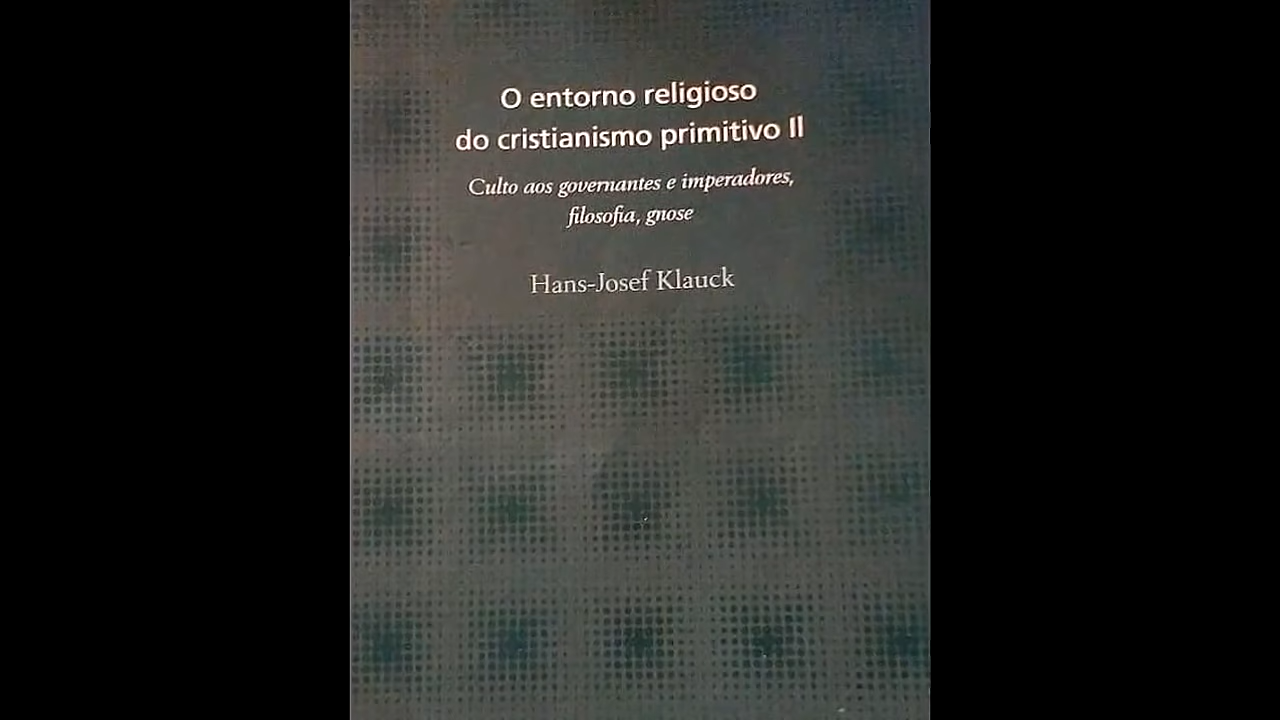 O entorno religioso
do cristianismo primitivo II
Culto aos governantes e imperadores,
filosofia, gnose
Hans-Josef Klauck